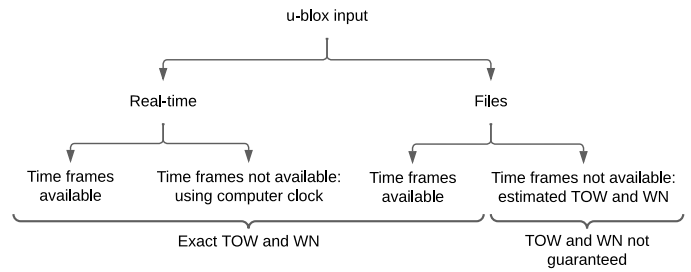 u-blox input
Real-time
Files
Time frames
available
Time frames not available:
using computer clock
Time frames
available
Time frames not available:
estimated TOW and WN
Exact TOW and WN
TOW and WN not
guaranteed